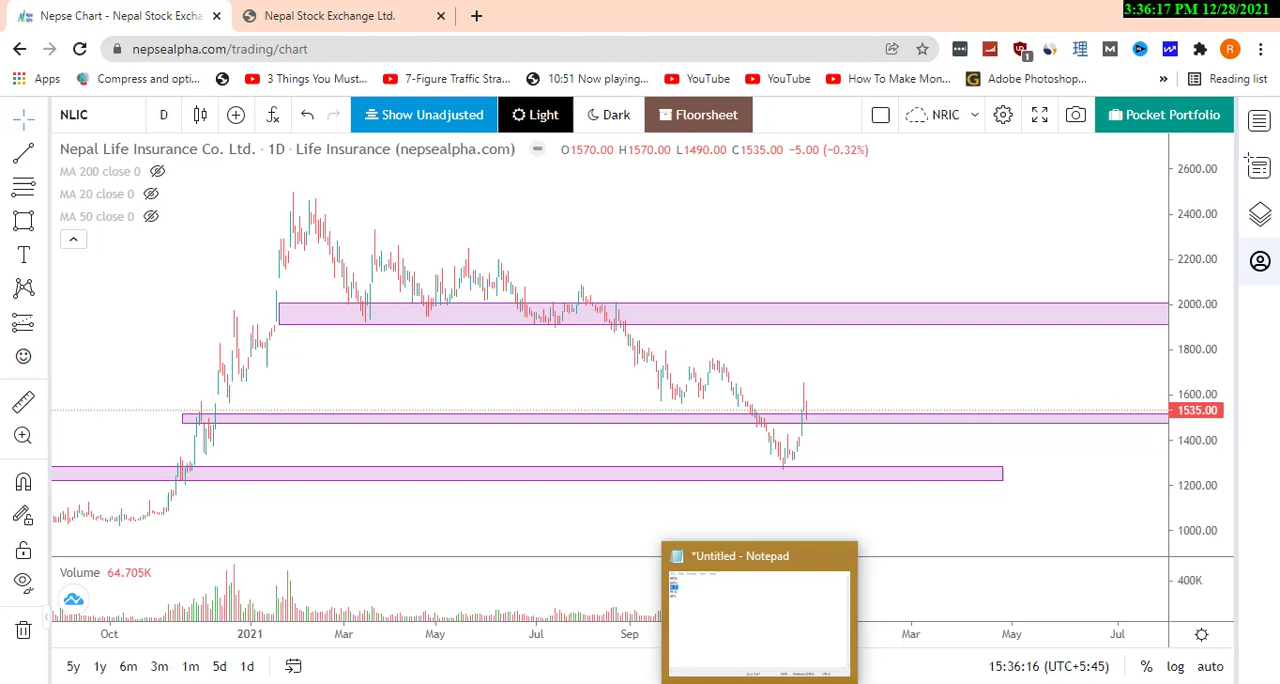 Nepse Chart - Nepal Stock Excha
Nepal Stock Exchange Ltd.
3:36:17 PM 12/28/2021
nepsealpha.com/trading/chart
1 理 M R
Apps
Compress and opti...
3 Things You Must...
7-Figure Traffic Stra...
10:51 Now playing...
YouTube
YouTube
How To Make Mon...
G Adobe Photoshop...
»
Reading list
NLIC
D
Show Unadjusted
Light
Dark
Floorsheet
NRIC
Pocket Portfolio
Nepal Life Insurance Co. Ltd. · 1D · Life Insurance (nepsealpha.com)
O1570.00 H1570.00 L1490.00 C1535.00 −5.00 (−0.32%)
MA 200 close 0
MA 20 close 0
MA 50 close 0
2600.00
2400.00
2200.00
2000.00
1800.00
1600.00
1535.00
1400.00
1200.00
1000.00
*Untitled - Notepad
Volume 64.705K
400K
Oct 2021 Mar May Jul Sep Mar May Jul
5y 1y 6m 3m 1m 5d 1d
15:36:16 (UTC+5:45)
% log auto